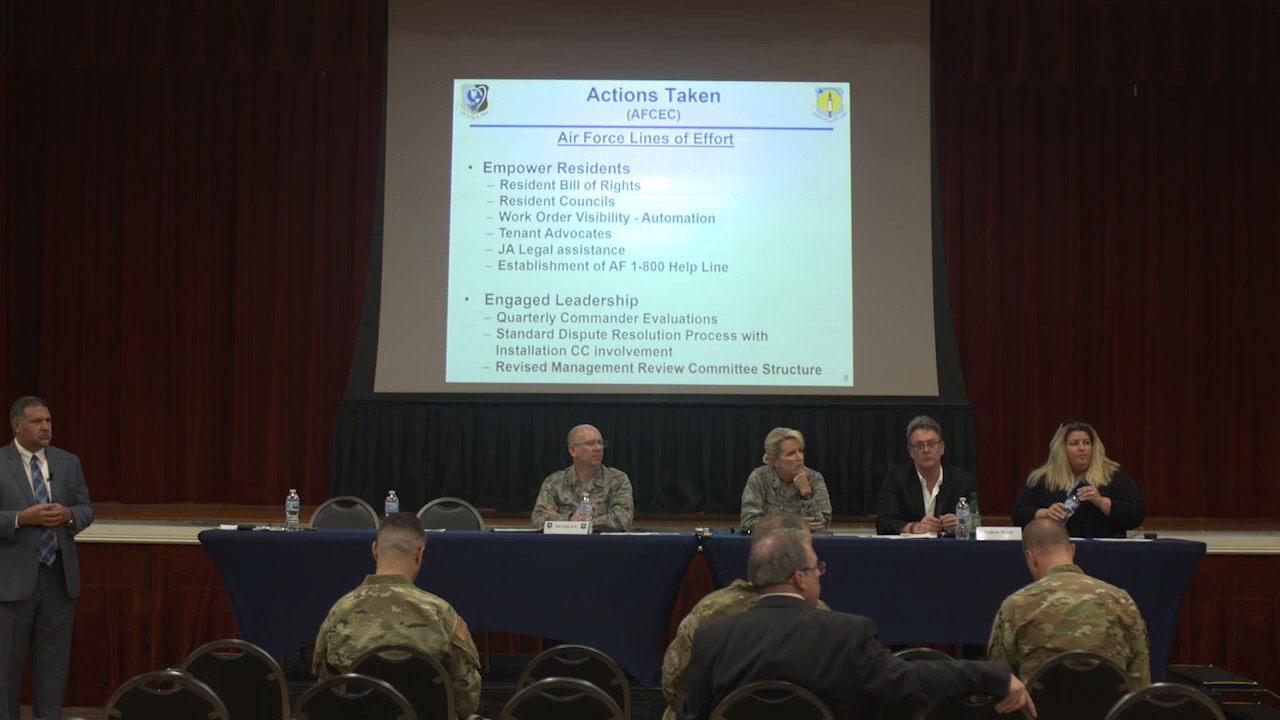 Actions Taken
(AFCEC)
Air Force Lines of Effort
• Empower Residents
– Resident Bill of Rights
– Resident Councils
– Work Order Visibility - Automation
– Tenant Advocates
– JA Legal assistance
– Establishment of AF 1-800 Help Line
• Engaged Leadership
– Quarterly Commander Evaluations
– Standard Dispute Resolution Process with
Installation CC involvement
– Revised Management Review Committee Structure
8